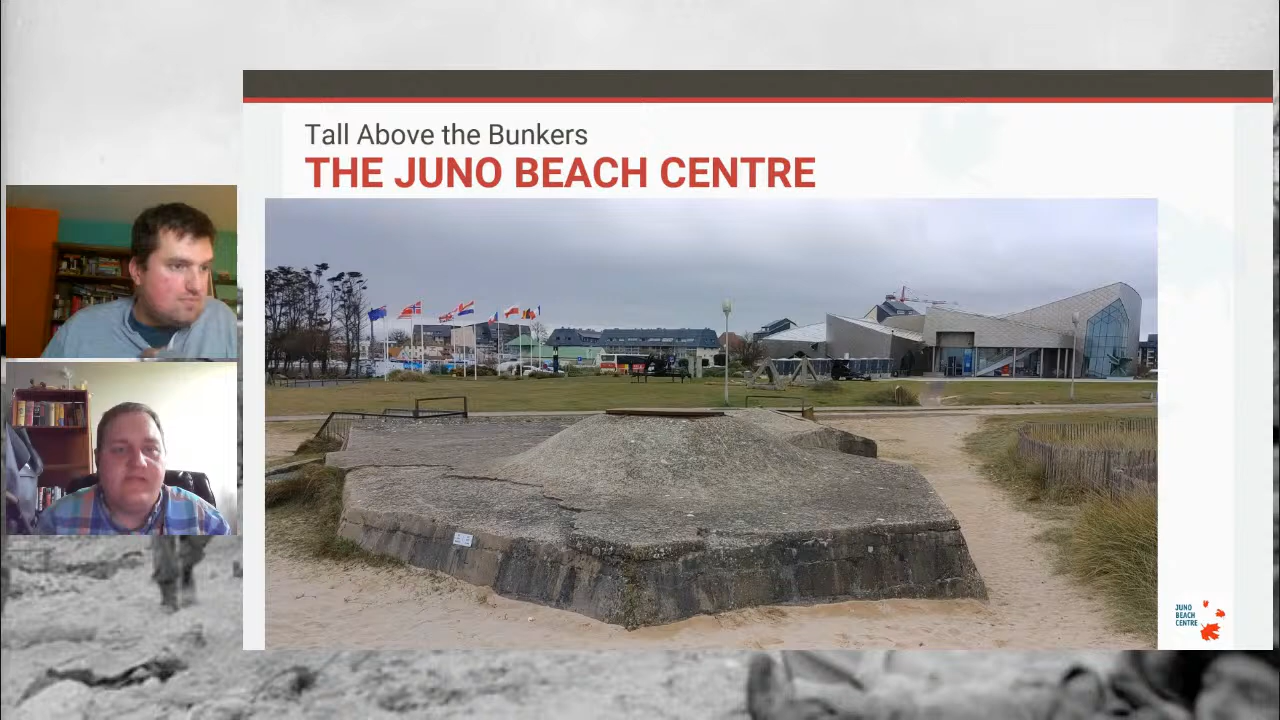 Tall Above the Bunkers
THE JUNO BEACH CENTRE
JUNO
BEACH
CENTRE